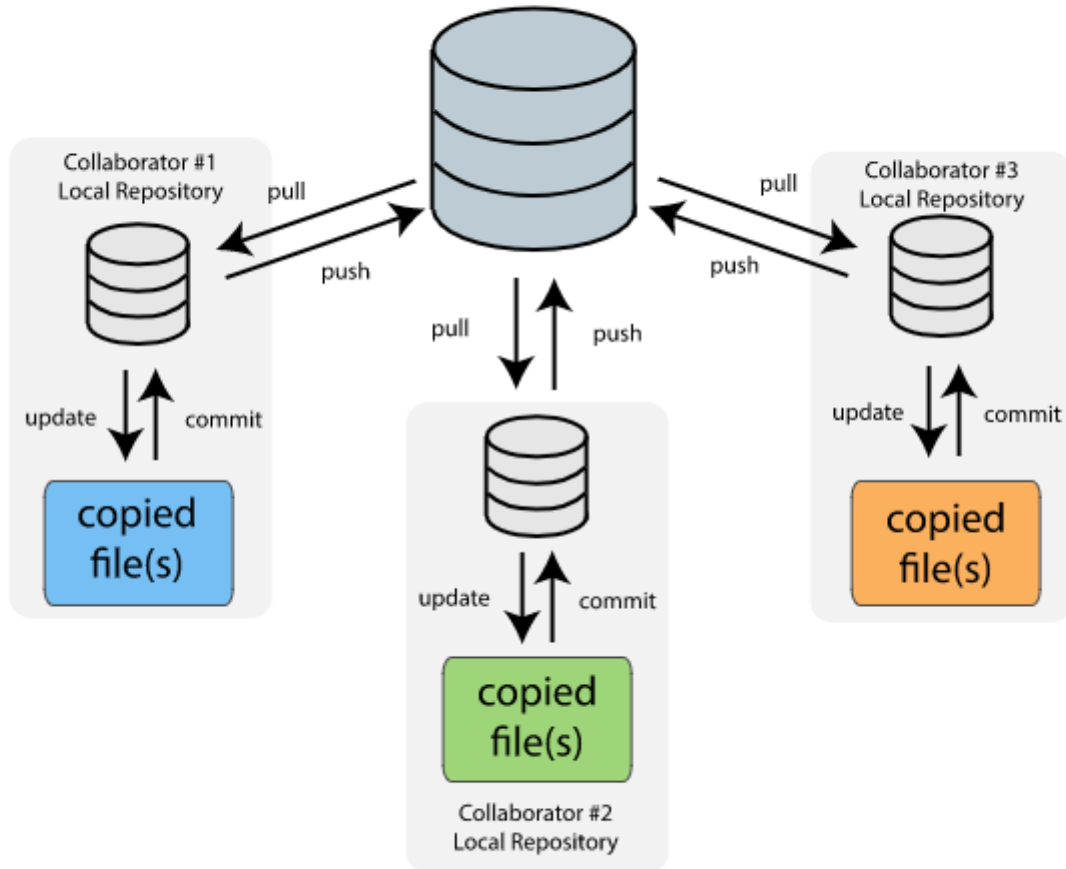 Collaborator #1
Local Repository
pull
push
update
commit
copied
file(s)
pull
push
update
commit
copied
file(s)
Collaborator #2
Local Repository
Collaborator #3
Local Repository
pull
push
update
commit
copied
file(s)